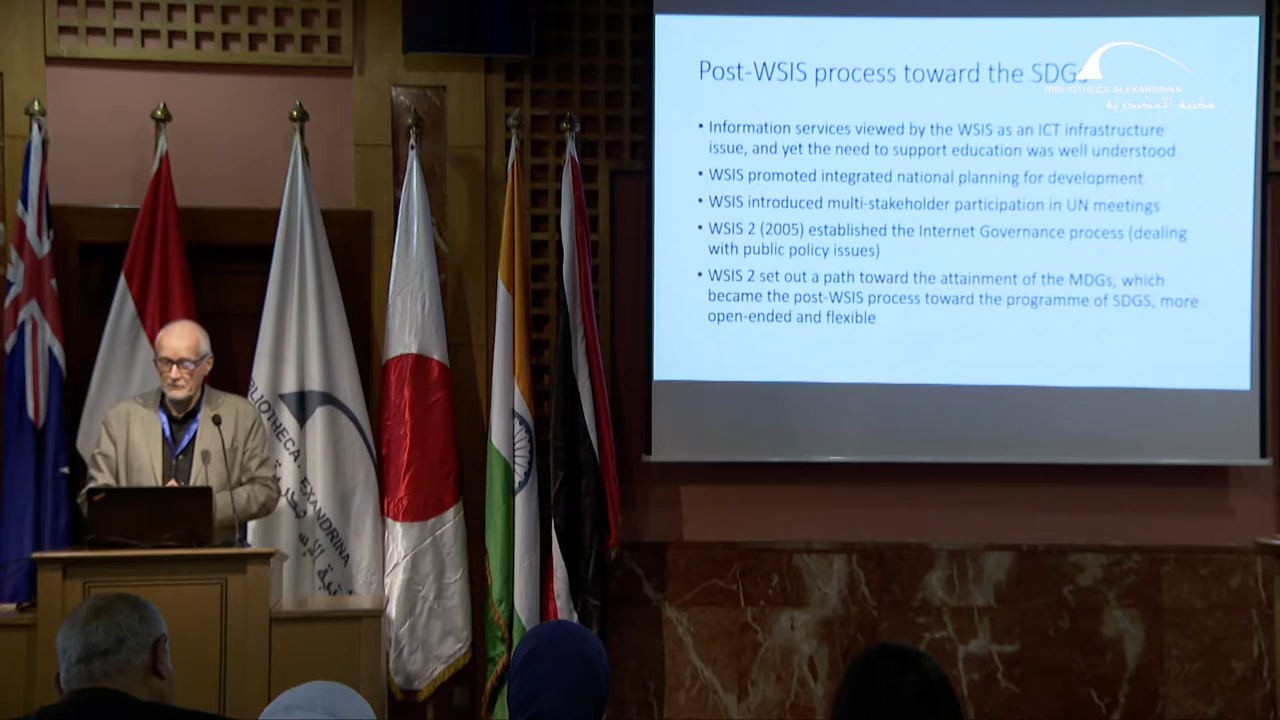 Post-WSIS process toward the SDGs
BIBLIOTHECA ALEXANDRINA
مكتبة الإسكندرية
• Information services viewed by the WSIS as an ICT infrastructure
issue, and yet the need to support education was well understood
• WSIS promoted integrated national planning for development
• WSIS introduced multi-stakeholder participation in UN meetings
• WSIS 2 (2005) established the Internet Governance process (dealing
with public policy issues)
• WSIS 2 set out a path toward the attainment of the MDGs, which
became the post-WSIS process toward the programme of SDGS, more
open-ended and flexible
BIBLIOTHECA
EXANDRINA